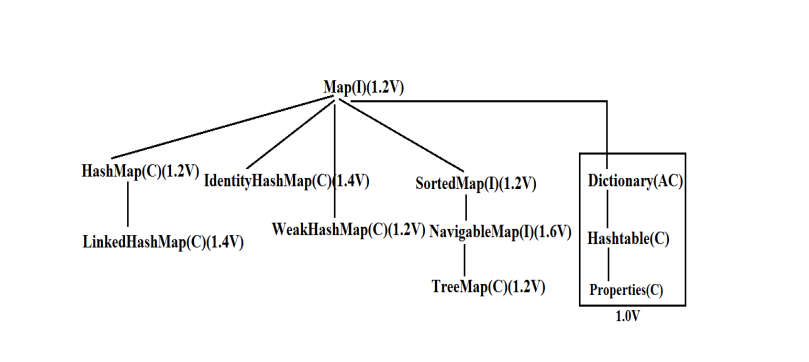 Map(I)(1.2V)
HashMap(C)(1.2V)
IdentityHashMap(C)(1.4V)
SortedMap(I)(1.2V)
Dictionary(AC)
LinkedHashMap(C)(1.4V)
WeakHashMap(C)(1.2V)
NavigableMap(I)(1.6V)
Hashtable(C)
TreeMap(C)(1.2V)
Properties(C)
1.0V